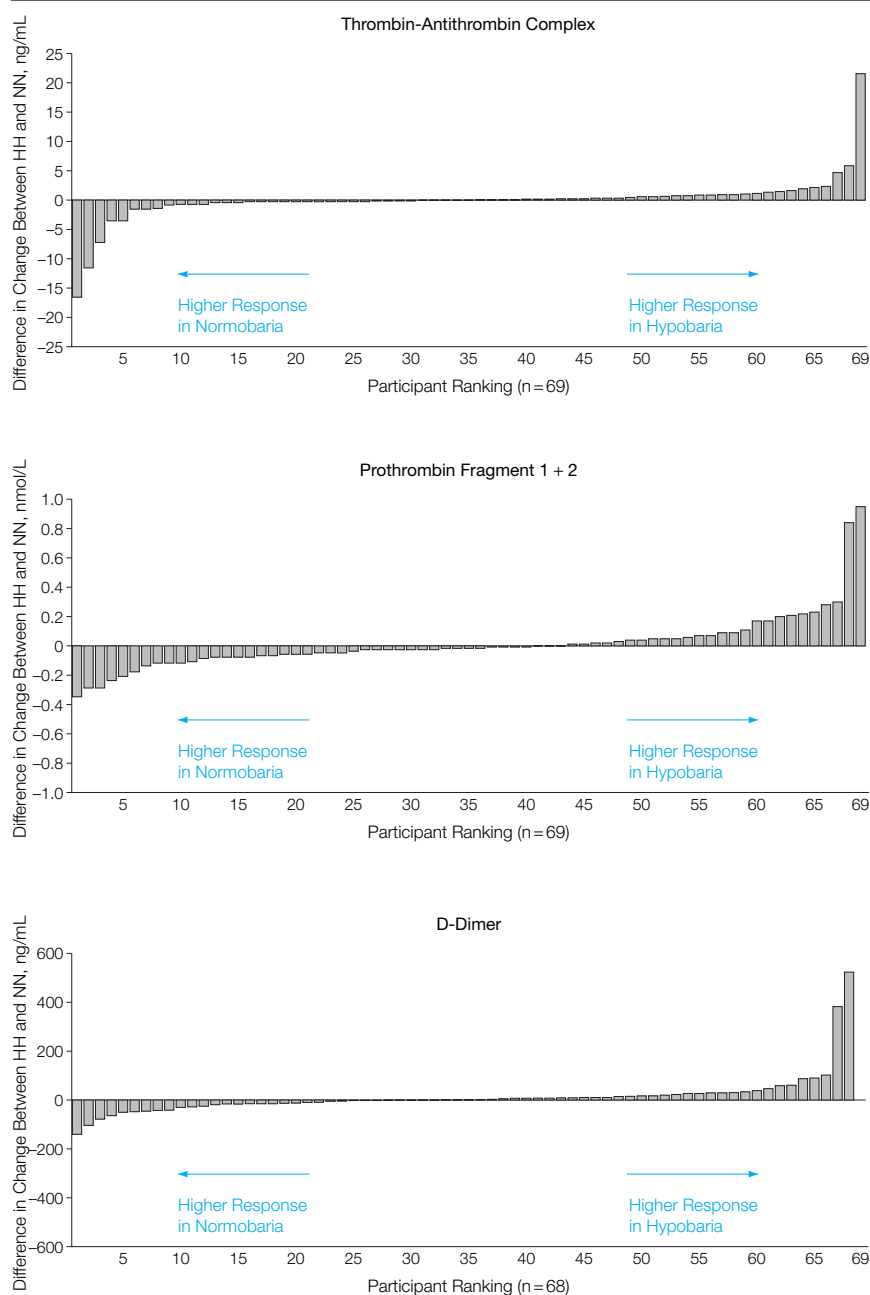 Thrombin-Antithrombin Complex
Difference in Change Between HH and NN, ng/mL
25
20
15
10
5
0
−5
−10
−15
−20
−25
Higher Response
in Normobaria
Higher Response
in Hypobaria
5 10 15 20 25 30 35 40 45 50 55 60 65 69
Participant Ranking (n=69)
Prothrombin Fragment 1 + 2
Difference in Change Between HH and NN, nmol/L
1.0
0.8
0.6
0.4
0.2
0
−0.2
−0.4
−0.6
−0.8
−1.0
Higher Response
in Normobaria
Higher Response
in Hypobaria
5 10 15 20 25 30 35 40 45 50 55 60 65 69
Participant Ranking (n=69)
D-Dimer
Difference in Change Between HH and NN, ng/mL
600
400
200
0
−200
−400
−600
Higher Response
in Normobaria
Higher Response
in Hypobaria
5 10 15 20 25 30 35 40 45 50 55 60 65 69
Participant Ranking (n=68)